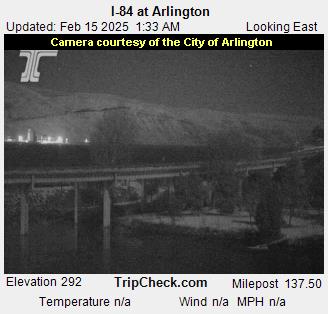 I-84 at Arlington
Updated: Feb 15 2025 1:33 AM Looking East
Camera courtesy of the City of Arlington
Elevation 292 TripCheck.com Milepost 137.50
Temperature n/a Wind n/a MPH n/a